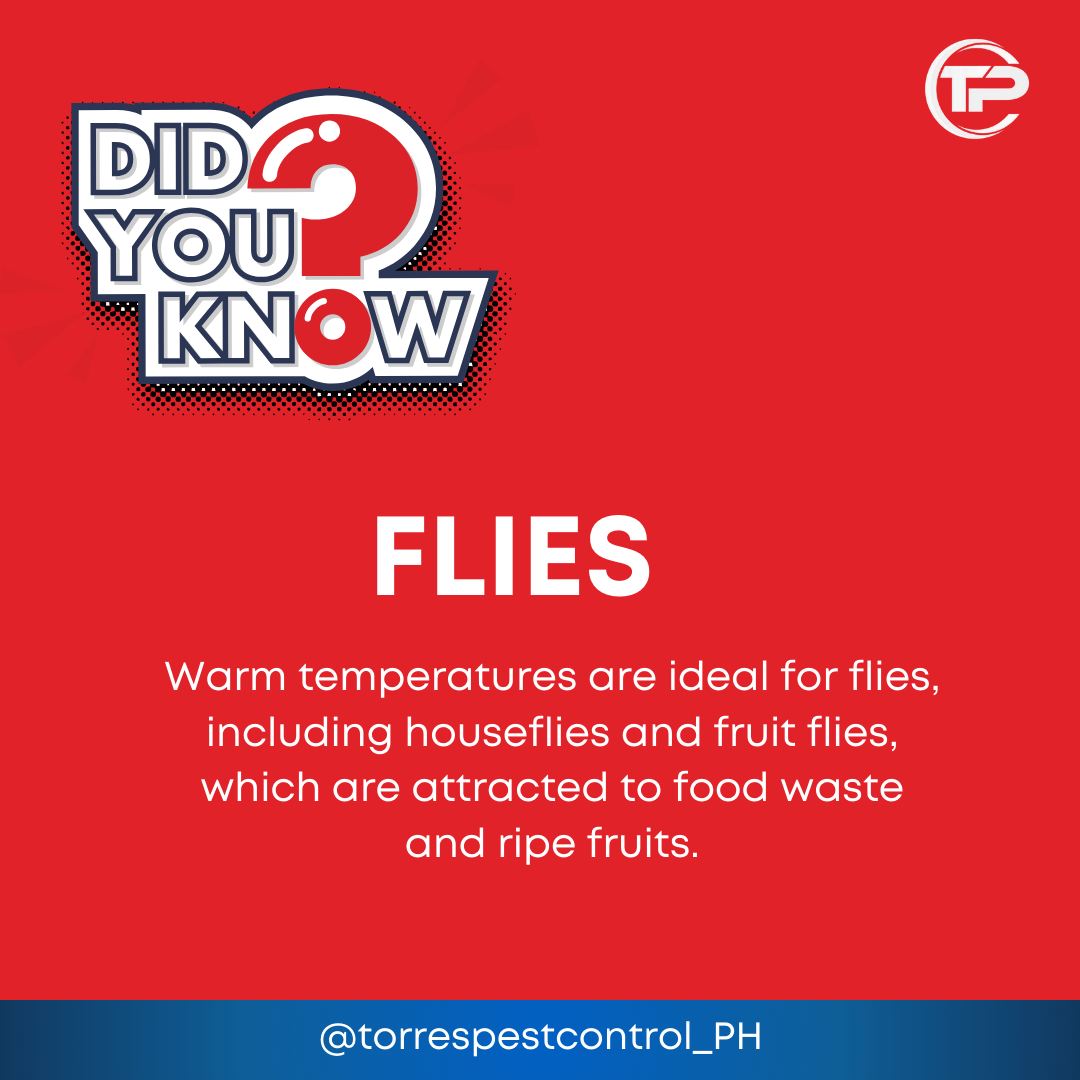 DID
YOU
KNOW
?
TP
FLIES
Warm temperatures are ideal for flies,
including houseflies and fruit flies,
which are attracted to food waste
and ripe fruits.
@torrespestcontrol_PH